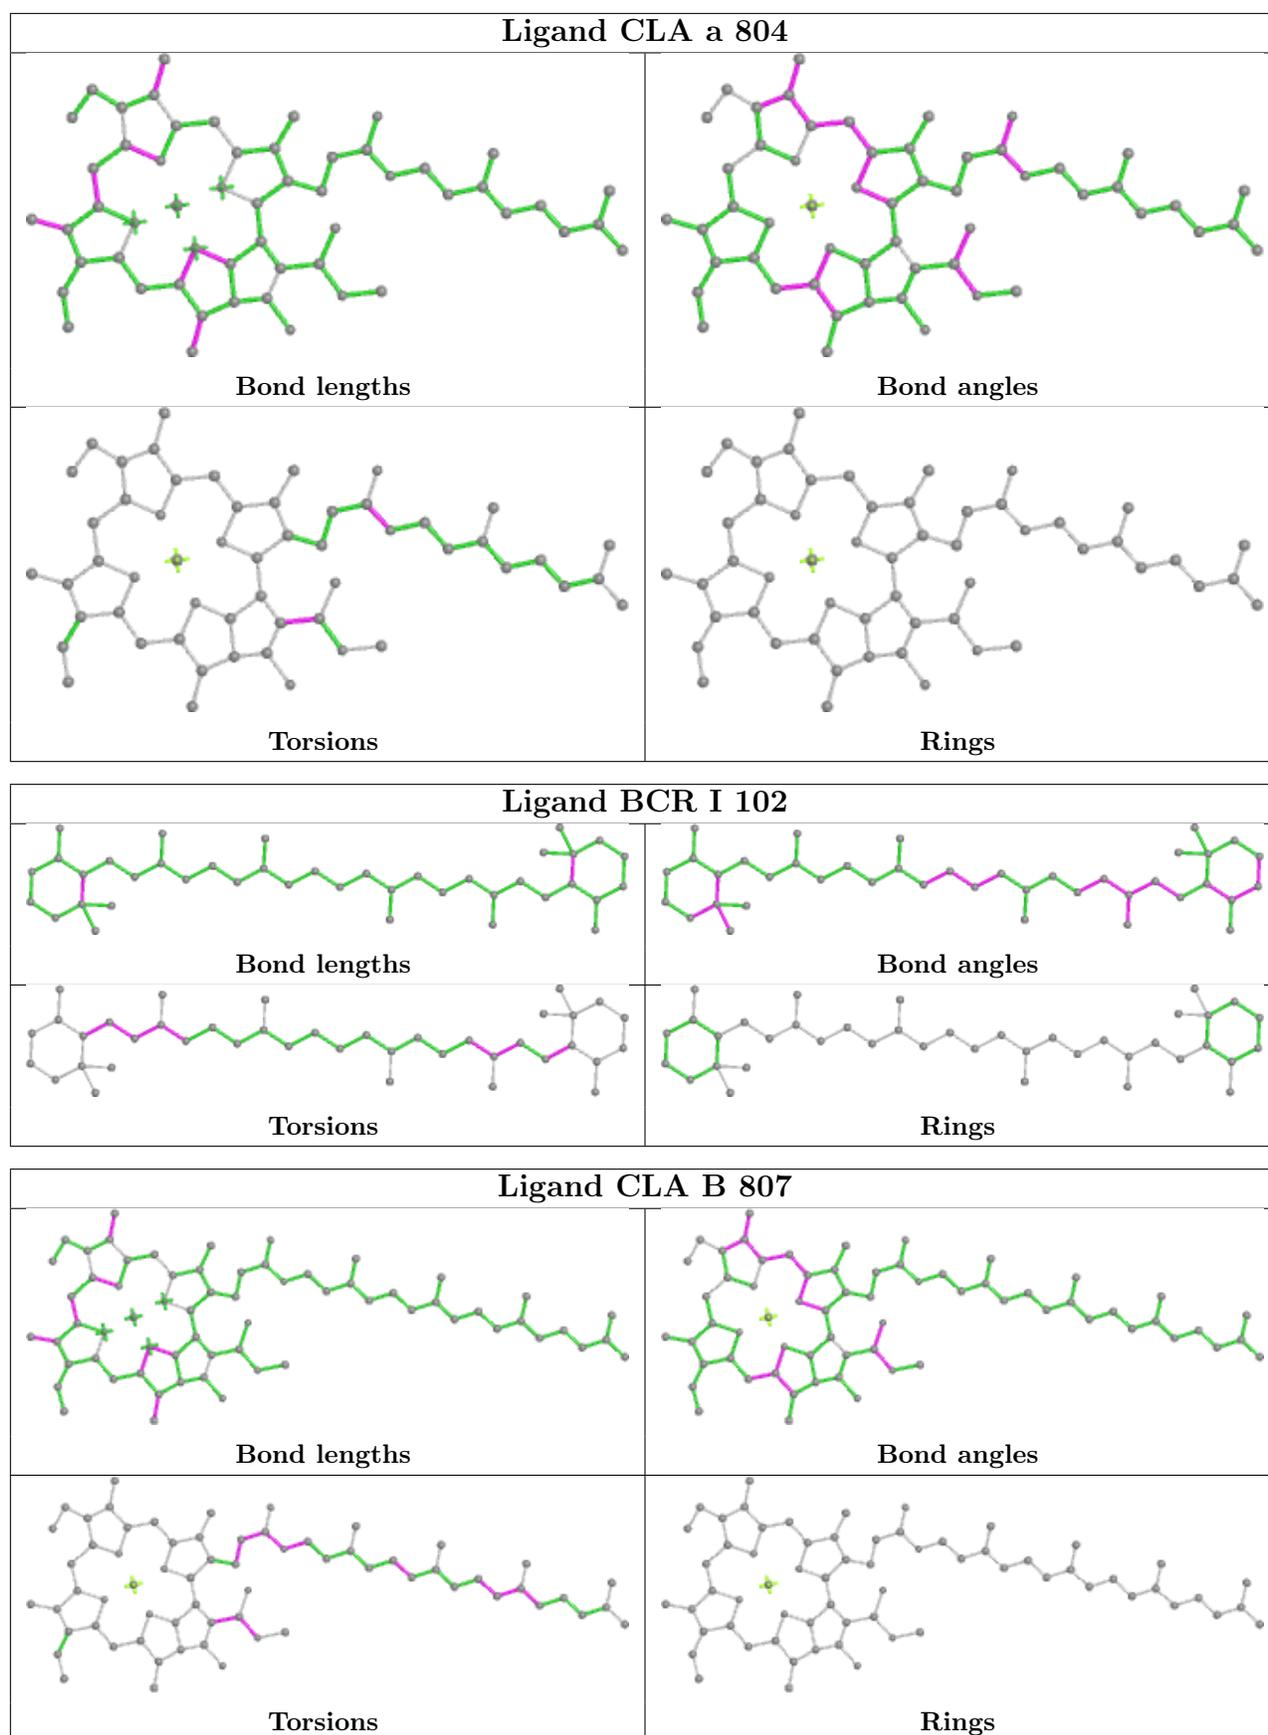 Ligand CLA a 804
Bond lengths
Bond angles
Torsions
Rings
Ligand BCR I 102
Bond lengths
Bond angles
Torsions
Rings
Ligand CLA B 807
Bond lengths
Bond angles
Torsions
Rings